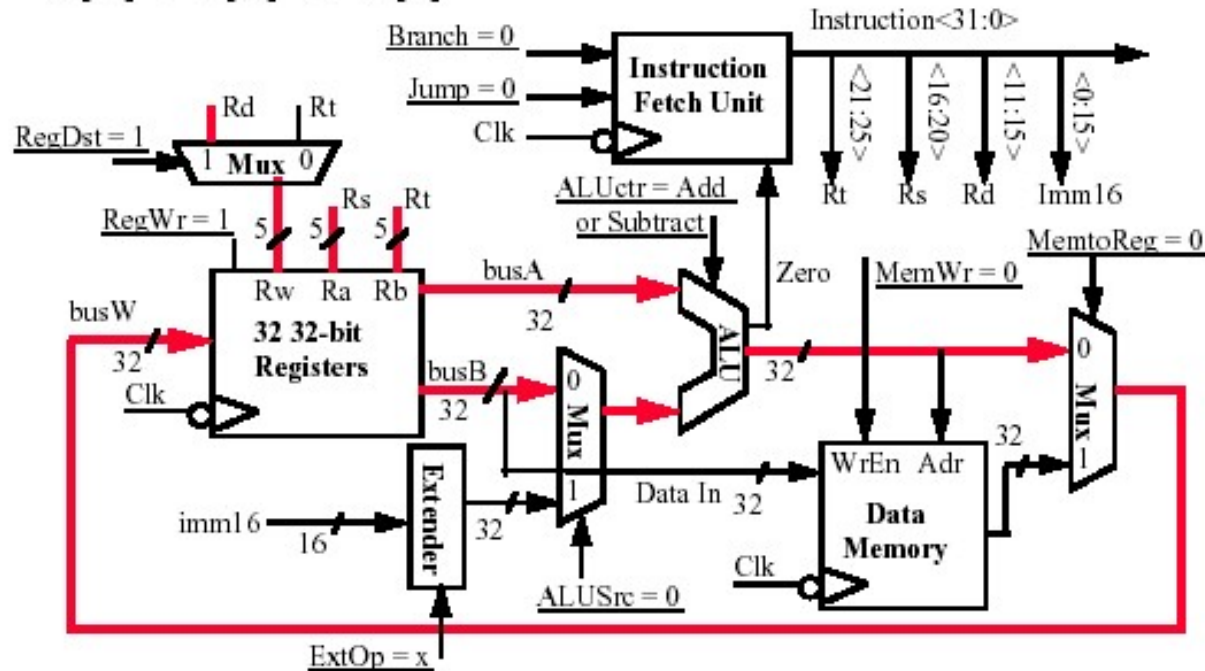 Instruction<31:0>
Branch = 0
Instruction
Fetch Unit
Jump = 0
Clk
<21:25>
<16:20>
<11:15>
<0:15>
Rd
Rt
RegDst = 1
1
Mux
0
Rt
Rs
Rd
Imm16
ALUctr = Add
or Subtract
MemtoReg = 0
RegWr = 1
5
5
Rs
5
Rt
Zero
MemWr = 0
busW
32
Rw
Ra
Rb
32 32-bit
Registers
Clk
busA
32
busB
32
0
Mux
1
ALU
32
0
Mux
1
imm16
16
Extender
32
Data In
32
WrEn
Adr
Data
Memory
32
Clk
ALUSrc = 0
ExtOp = x